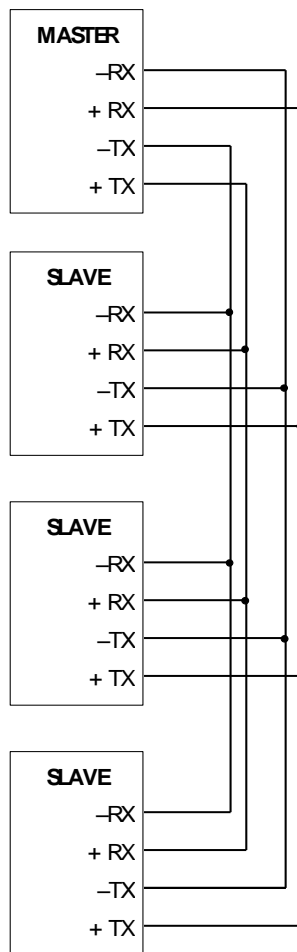 MASTER
–RX
+ RX
–TX
+ TX
SLAVE
–RX
+ RX
–TX
+ TX
SLAVE
–RX
+ RX
–TX
+ TX
SLAVE
–RX
+ RX
–TX
+ TX